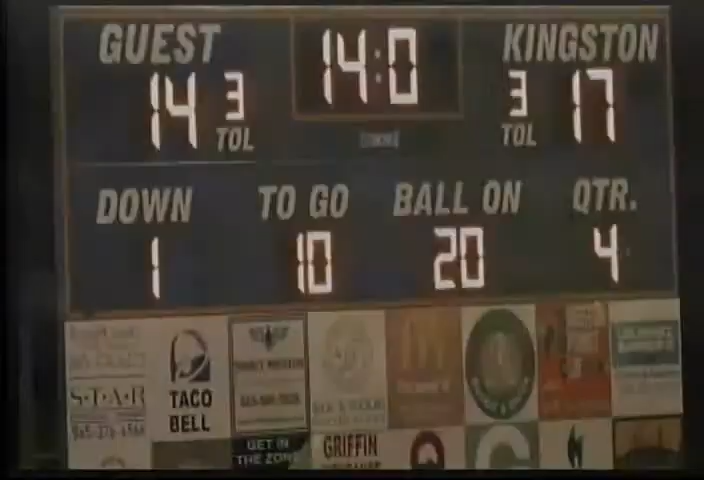 GUEST
14:0
KINGSTON
14
3
TOL
3
TOL
17
DOWN
TO GO
BALL ON
QTR.
1
10
20
4
S·T·A·R
TACO
BELL
GET IN
THE ZONE
GRIFFIN